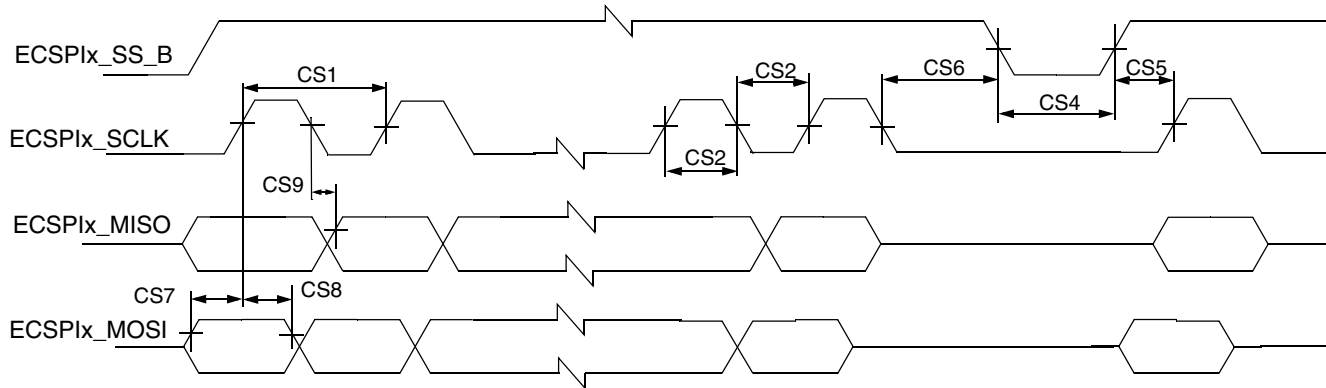 ECSPIx_SS_B
CS1
CS2
CS6
CS5
CS4
ECSPIx_SCLK
CS2
CS9
ECSPIx_MISO
CS7
CS8
ECSPIx_MOSI